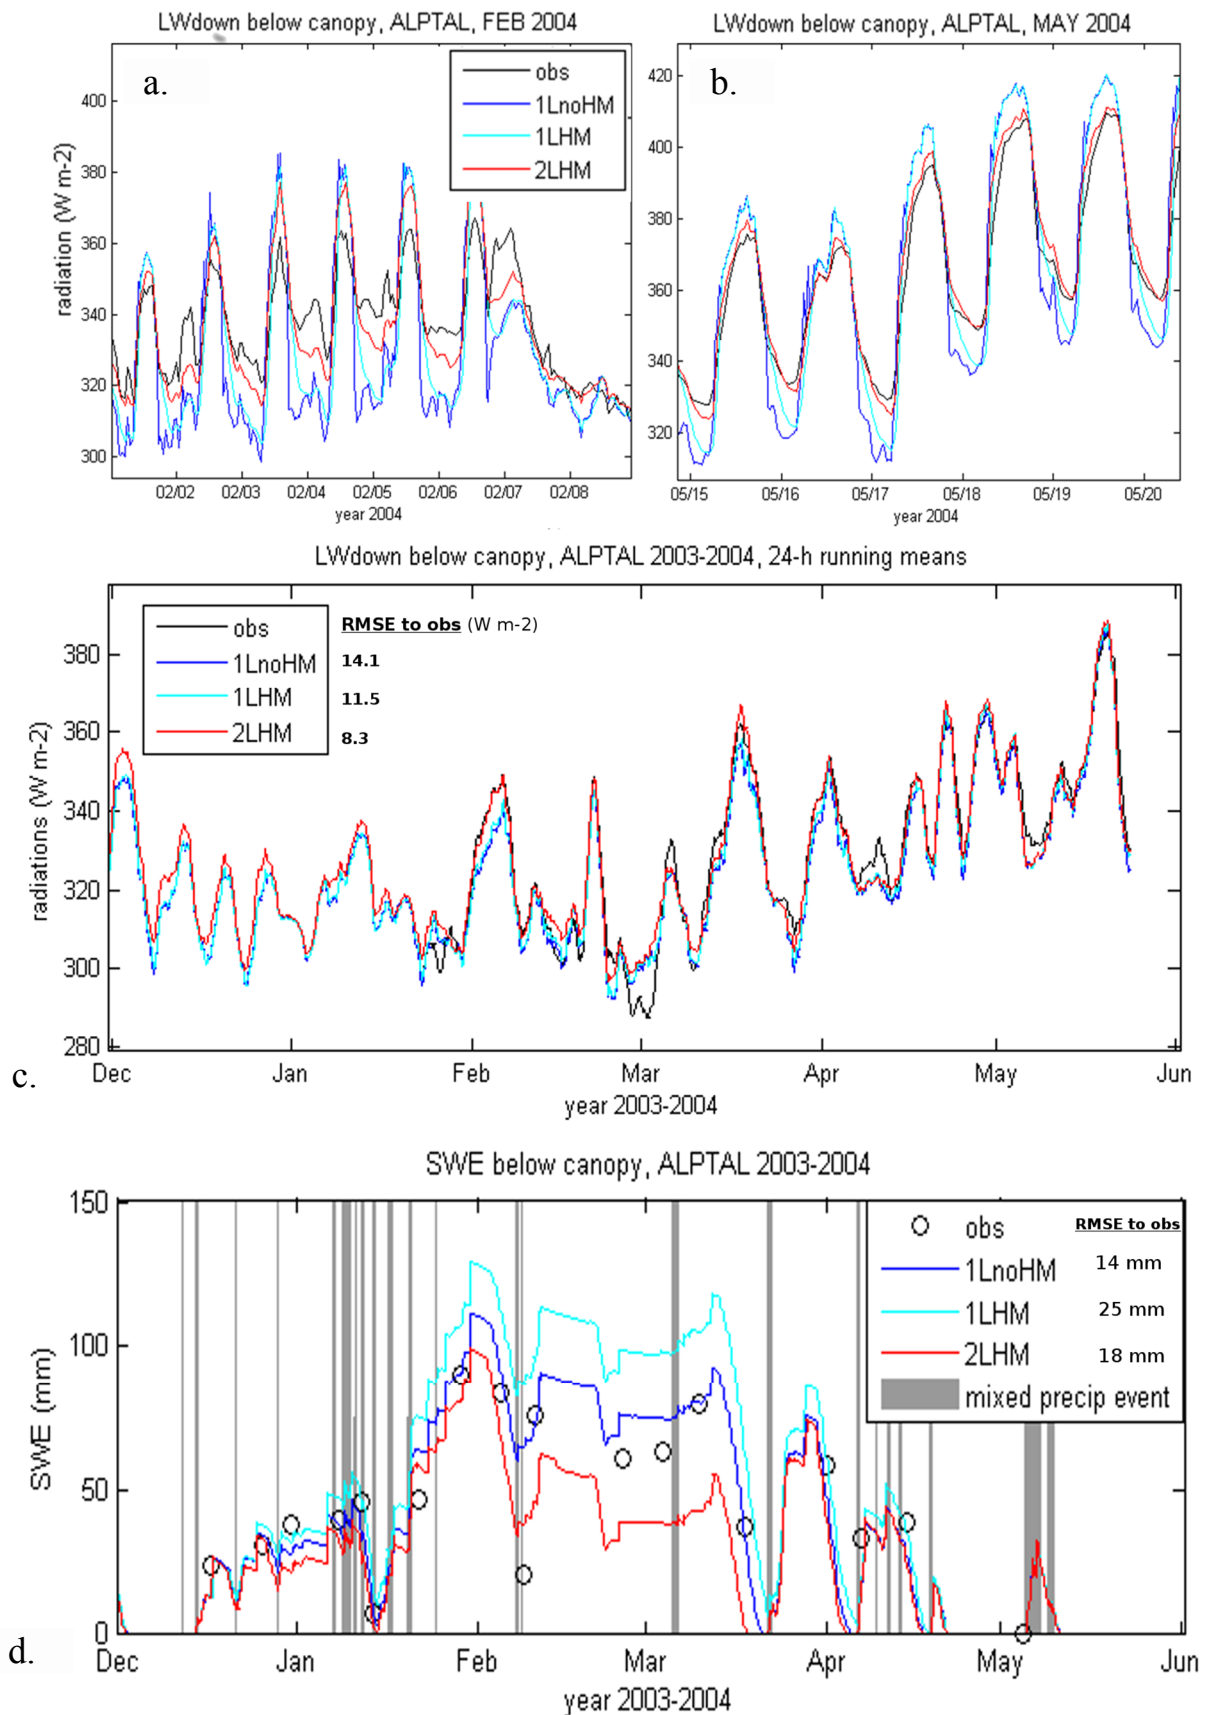 LWdown below canopy, ALPTAL, FEB 2004
a.
obs
1LnoHM
1LHM
2LHM
radiation (W m-2)
400
380
360
340
320
300
02/02 02/03 02/04 02/05 02/06 02/07 02/08
year 2004
LWdown below canopy, ALPTAL, MAY 2004
b.
420
400
380
360
340
320
05/15 05/16 05/17 05/18 05/19 05/20
year 2004
LWdown below canopy, ALPTAL 2003-2004, 24-h running means
obs
1LnoHM
1LHM
2LHM
RMSE to obs (W m-2)
14.1
11.5
8.3
radiations (W m-2)
380
360
340
320
300
280
Dec Jan Feb Mar Apr May Jun
c.
year 2003-2004
SWE below canopy, ALPTAL 2003-2004
obs
1LnoHM
1LHM
2LHM
mixed precip event
RMSE to obs
14 mm
25 mm
18 mm
SWE (mm)
150
100
50
0
Dec Jan Feb Mar Apr May Jun
d.
year 2003-2004